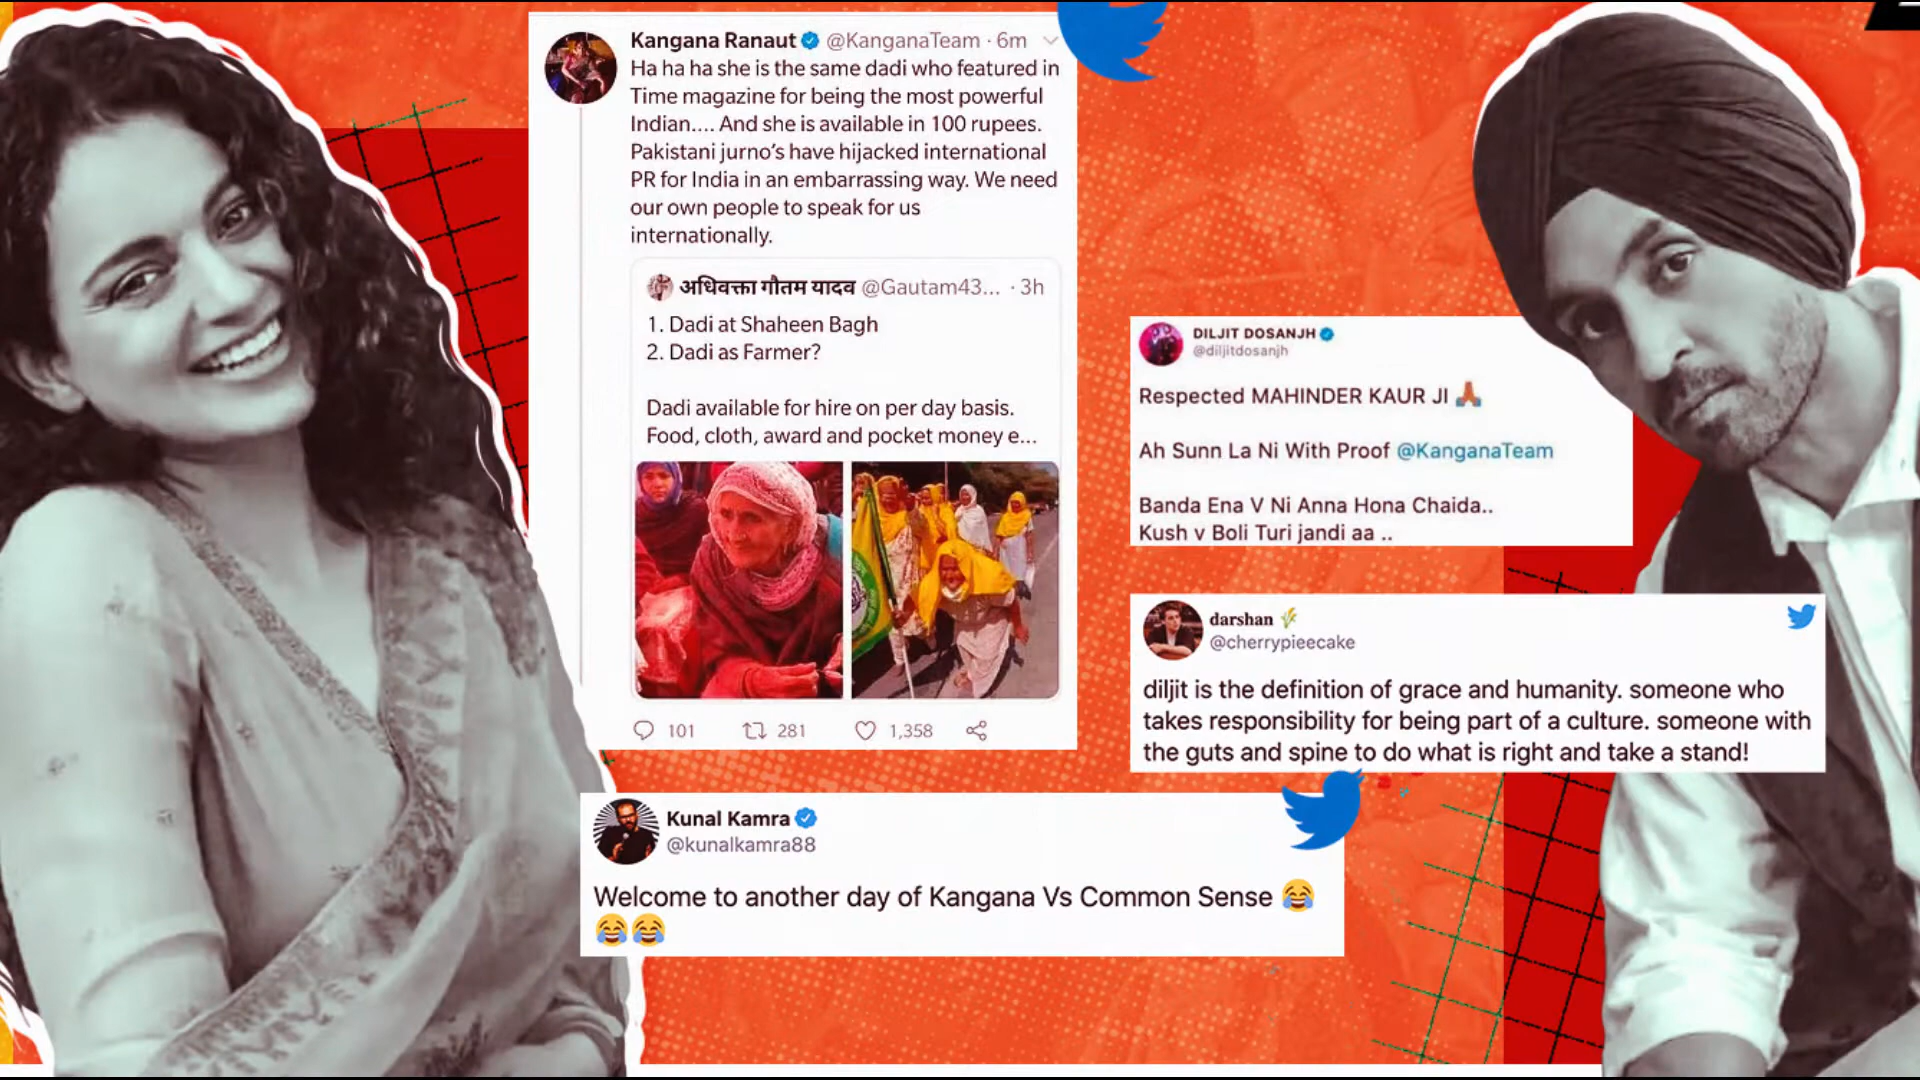 Kangana Ranaut @KanganaTeam · 6m
Ha ha ha she is the same dadi who featured in
Time magazine for being the most powerful
Indian.... And she is available in 100 rupees.
Pakistani jurno's have hijacked international
PR for India in an embarrassing way. We need
our own people to speak for us
internationally.
अधिवक्ता गौतम यादव @Gautam43... · 3h
1. Dadi at Shaheen Bagh
2. Dadi as Farmer?
Dadi available for hire on per day basis.
Food, cloth, award and pocket money e...
101 281 1,358
DILJIT DOSANJH
@diljitdosanjh
Respected MAHINDER KAUR JI 🙏🏾
Ah Sunn La Ni With Proof @KanganaTeam
Banda Ena V Ni Anna Hona Chaida..
Kush v Boli Turi jandi aa ..
darshan 🌾
@cherrypieecake
diljit is the definition of grace and humanity. someone who
takes responsibility for being part of a culture. someone with
the guts and spine to do what is right and take a stand!
Kunal Kamra
@kunalkamra88
Welcome to another day of Kangana Vs Common Sense 😂
😂😂